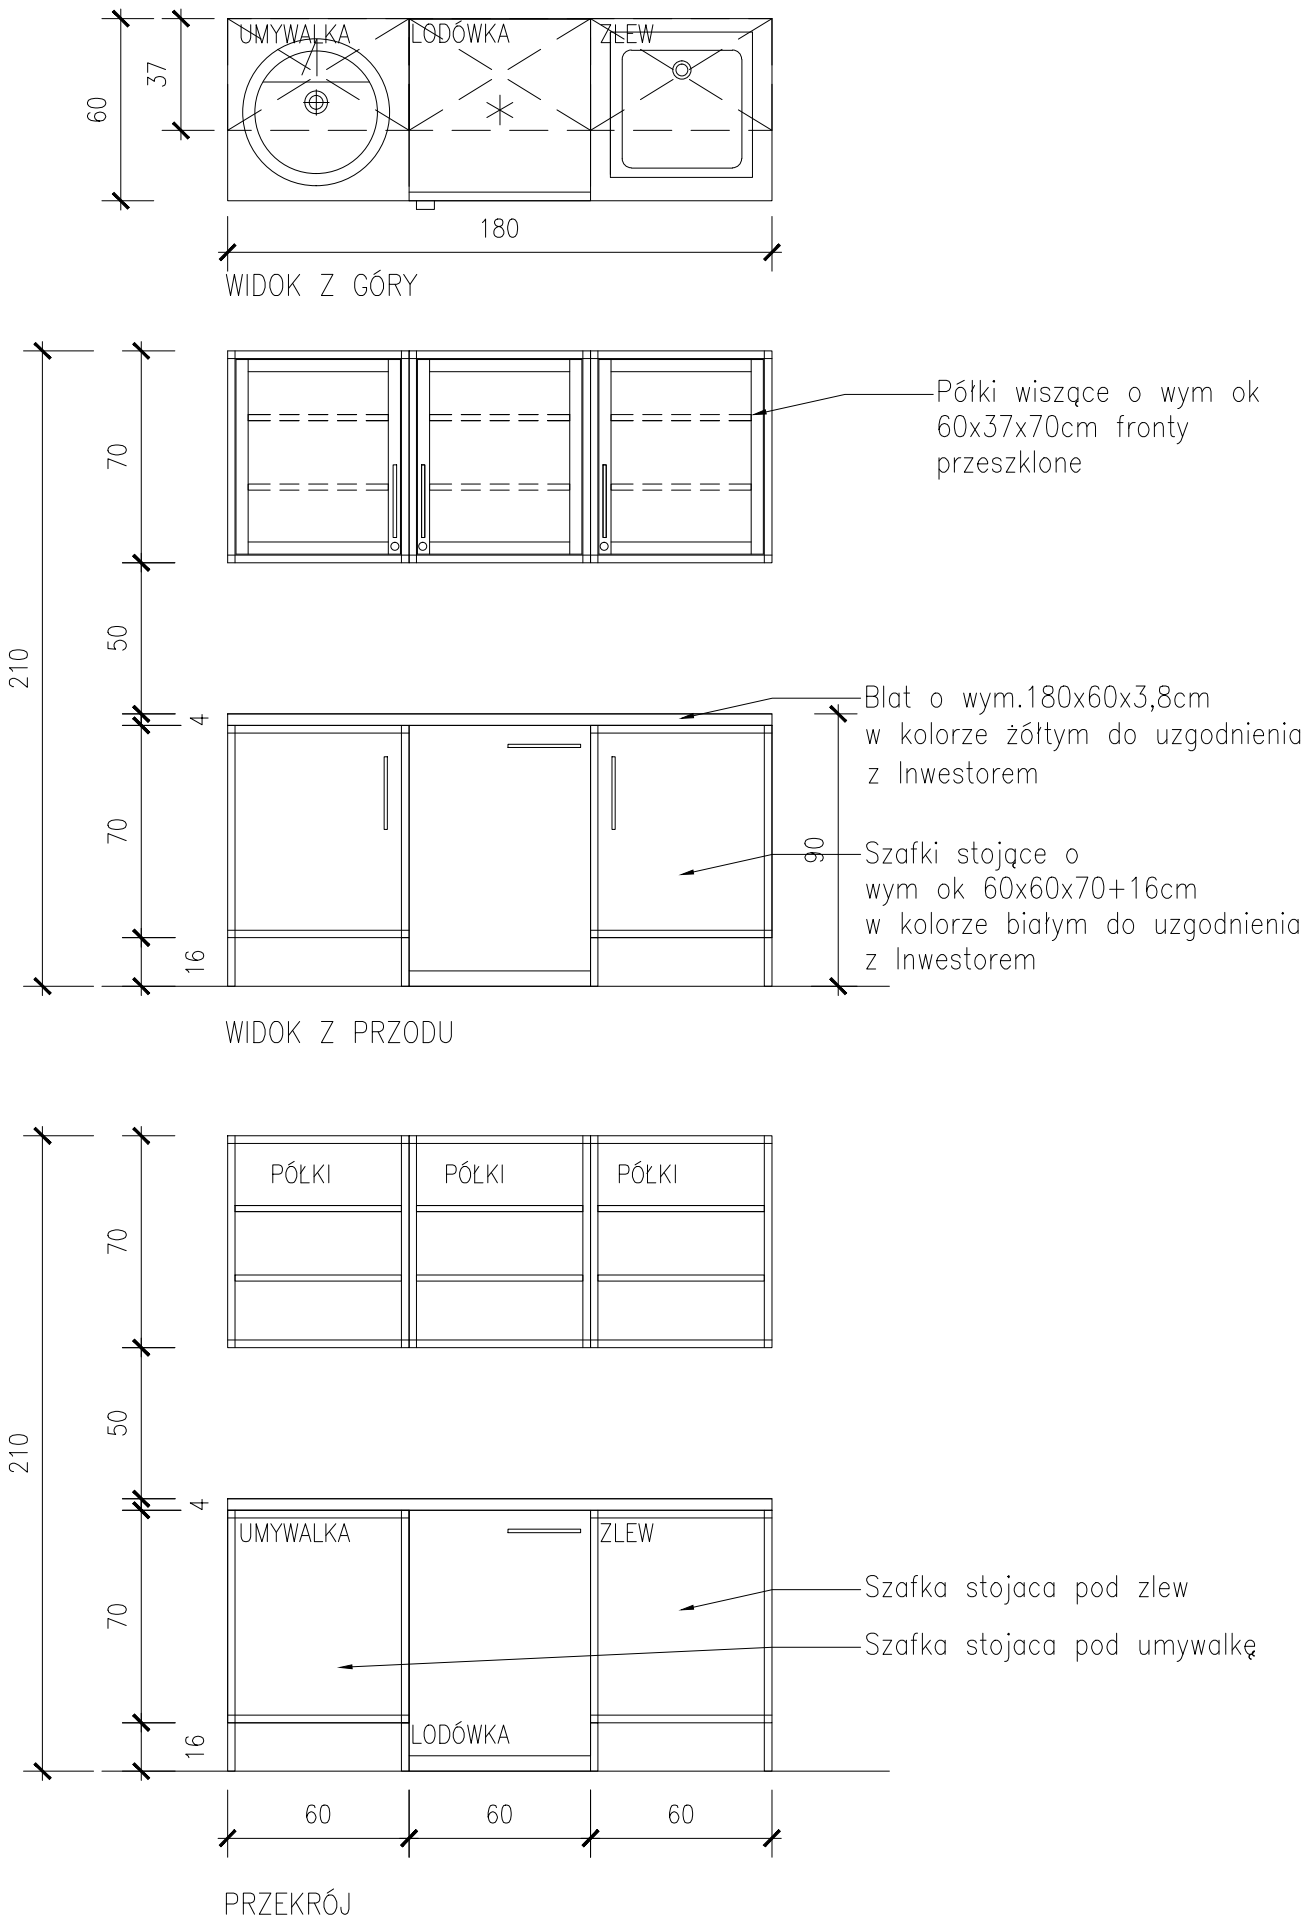 UMYWALKA
LODÓWKA
ZLEW
60
37
180
WIDOK Z GÓRY
210
70
50
4
70
16
90
Półki wiszące o wym ok
60x37x70cm fronty
przeszklone
Blat o wym.180x60x3,8cm
w kolorze żółtym do uzgodnienia
z Inwestorem
Szafki stojące o
wym ok 60x60x70+16cm
w kolorze białym do uzgodnienia
z Inwestorem
WIDOK Z PRZODU
210
70
50
4
70
16
PÓŁKI
PÓŁKI
PÓŁKI
UMYWALKA
ZLEW
LODÓWKA
Szafka stojaca pod zlew
Szafka stojaca pod umywalkę
60
60
60
PRZEKRÓJ